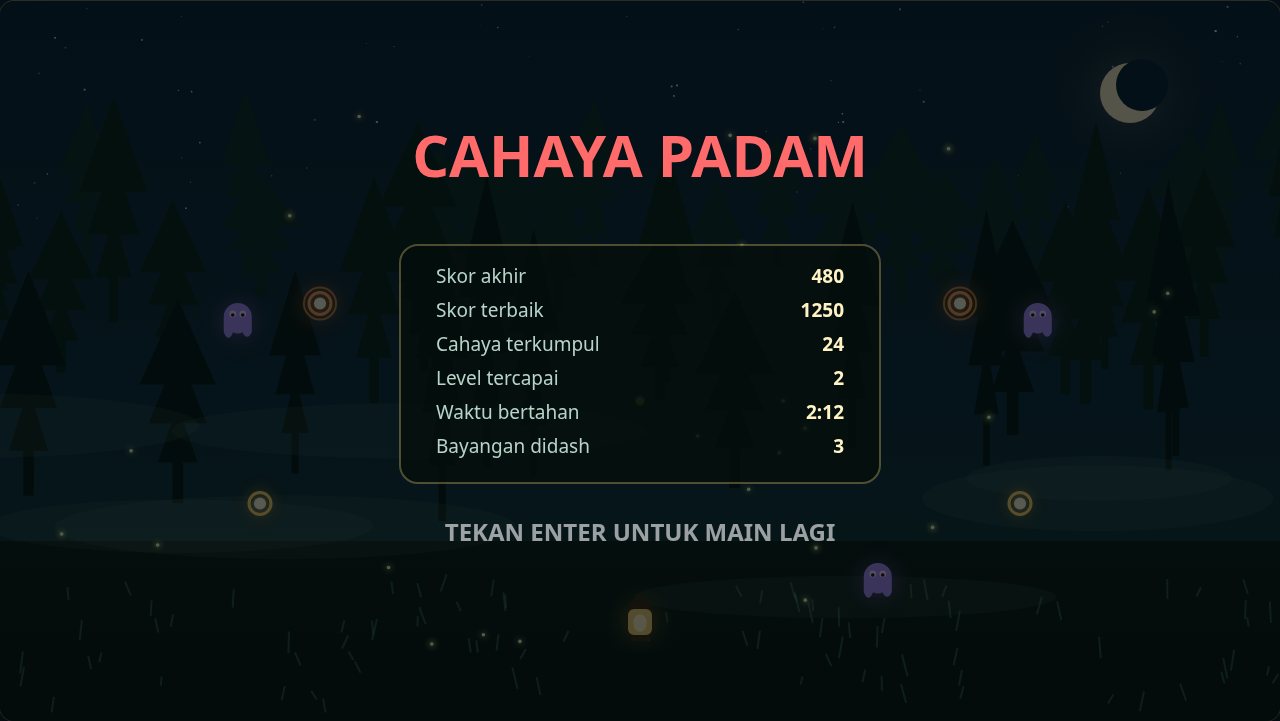 CAHAYA PADAM
Skor akhir 480
Skor terbaik 1250
Cahaya terkumpul 24
Level tercapai 2
Waktu bertahan 2:12
Bayangan didash 3
TEKAN ENTER UNTUK MAIN LAGI